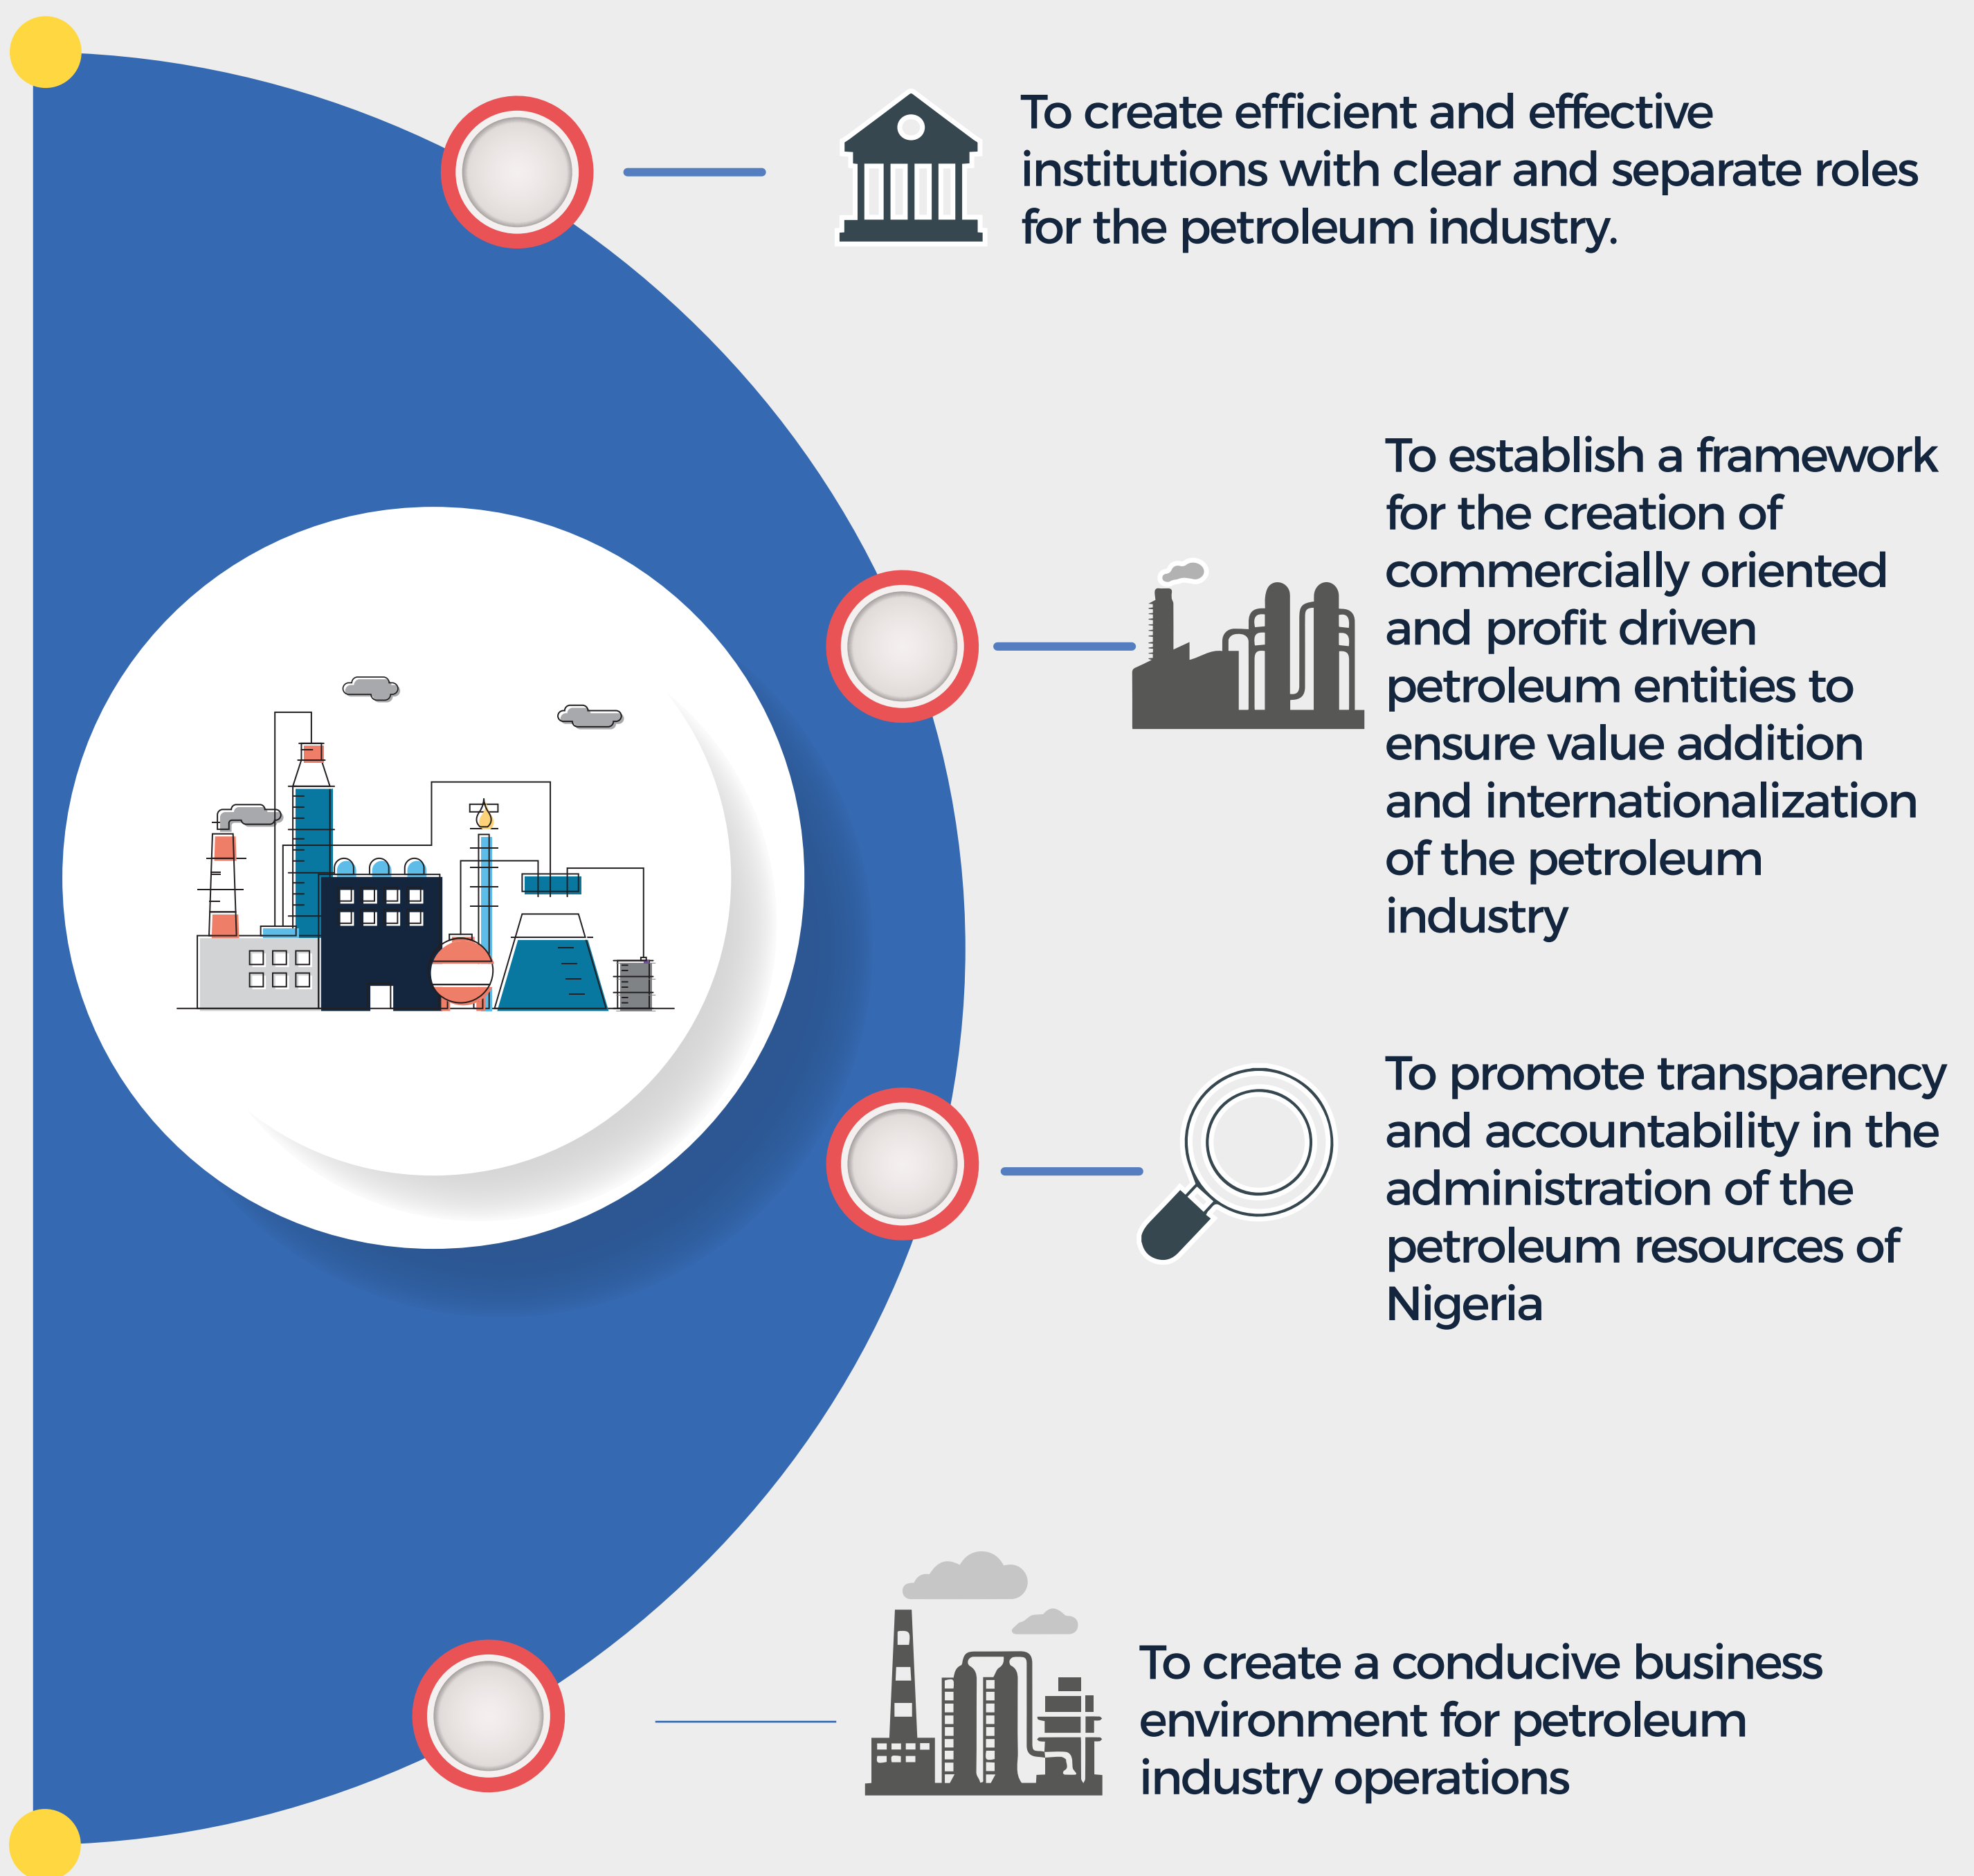 To create efficient and effective
institutions with clear and separate roles
for the petroleum industry.
To establish a framework
for the creation of
commercially oriented
and profit driven
petroleum entities to
ensure value addition
and internationalization
of the petroleum
industry
To promote transparency
and accountability in the
administration of the
petroleum resources of
Nigeria
To create a conducive business
environment for petroleum
industry operations